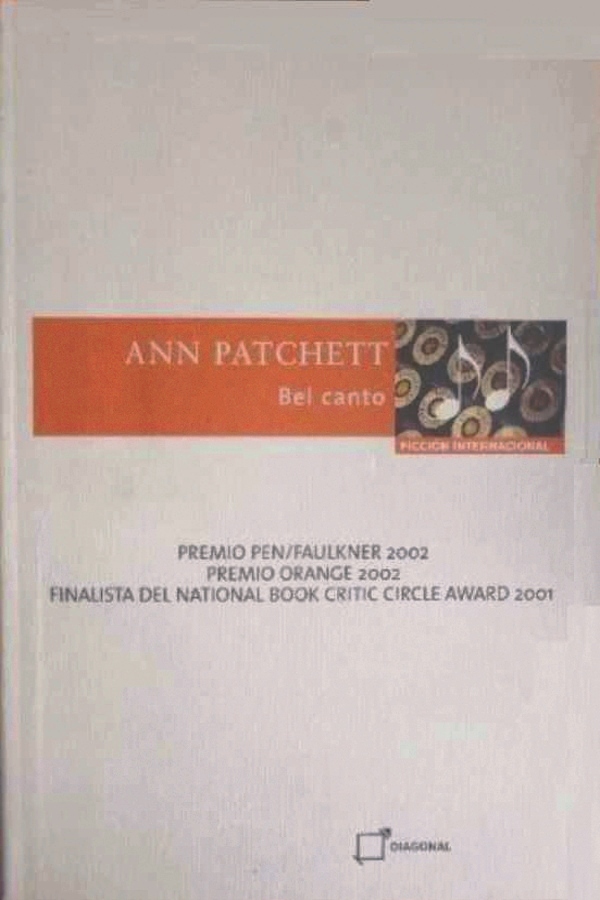 ANN PATCHETT
Bel canto
FICCION INTERNACIONAL
PREMIO PEN/FAULKNER 2002
PREMIO ORANGE 2002
FINALISTA DEL NATIONAL BOOK CRITIC CIRCLE AWARD 2001
DIAGONAL